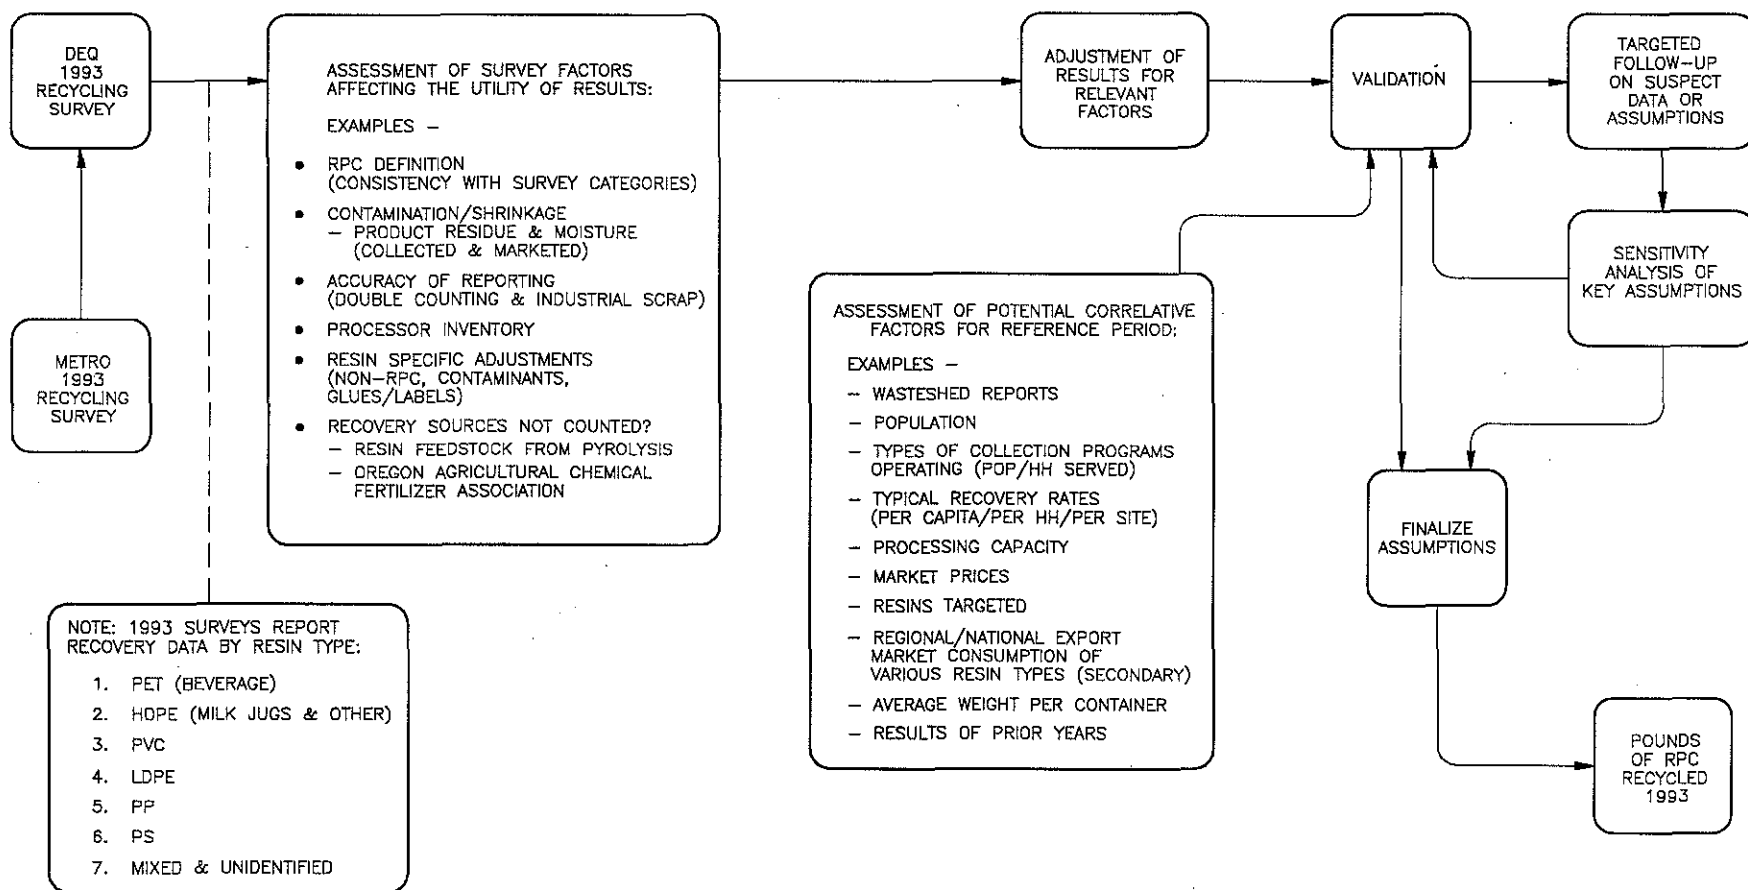 DEQ
1993
RECYCLING
SURVEY
METRO
1993
RECYCLING
SURVEY
ASSESSMENT OF SURVEY FACTORS
AFFECTING THE UTILITY OF RESULTS:
EXAMPLES –
• RPC DEFINITION
(CONSISTENCY WITH SURVEY CATEGORIES)
• CONTAMINATION/SHRINKAGE
– PRODUCT RESIDUE & MOISTURE
(COLLECTED & MARKETED)
• ACCURACY OF REPORTING
(DOUBLE COUNTING & INDUSTRIAL SCRAP)
• PROCESSOR INVENTORY
• RESIN SPECIFIC ADJUSTMENTS
(NON–RPC, CONTAMINANTS,
GLUES/LABELS)
• RECOVERY SOURCES NOT COUNTED?
– RESIN FEEDSTOCK FROM PYROLYSIS
– OREGON AGRICULTURAL CHEMICAL
FERTILIZER ASSOCIATION
NOTE: 1993 SURVEYS REPORT
RECOVERY DATA BY RESIN TYPE:
1. PET (BEVERAGE)
2. HDPE (MILK JUGS & OTHER)
3. PVC
4. LDPE
5. PP
6. PS
7. MIXED & UNIDENTIFIED
ADJUSTMENT OF
RESULTS FOR
RELEVANT
FACTORS
ASSESSMENT OF POTENTIAL CORRELATIVE
FACTORS FOR REFERENCE PERIOD:
EXAMPLES –
– WASTESHED REPORTS
– POPULATION
– TYPES OF COLLECTION PROGRAMS
OPERATING (POP/HH SERVED)
– TYPICAL RECOVERY RATES
(PER CAPITA/PER HH/PER SITE)
– PROCESSING CAPACITY
– MARKET PRICES
– RESINS TARGETED
– REGIONAL/NATIONAL EXPORT
MARKET CONSUMPTION OF
VARIOUS RESIN TYPES (SECONDARY)
– AVERAGE WEIGHT PER CONTAINER
– RESULTS OF PRIOR YEARS
VALIDATION
TARGETED
FOLLOW–UP
ON SUSPECT
DATA OR
ASSUMPTIONS
SENSITIVITY
ANALYSIS OF
KEY ASSUMPTIONS
FINALIZE
ASSUMPTIONS
POUNDS
OF RPC
RECYCLED
1993